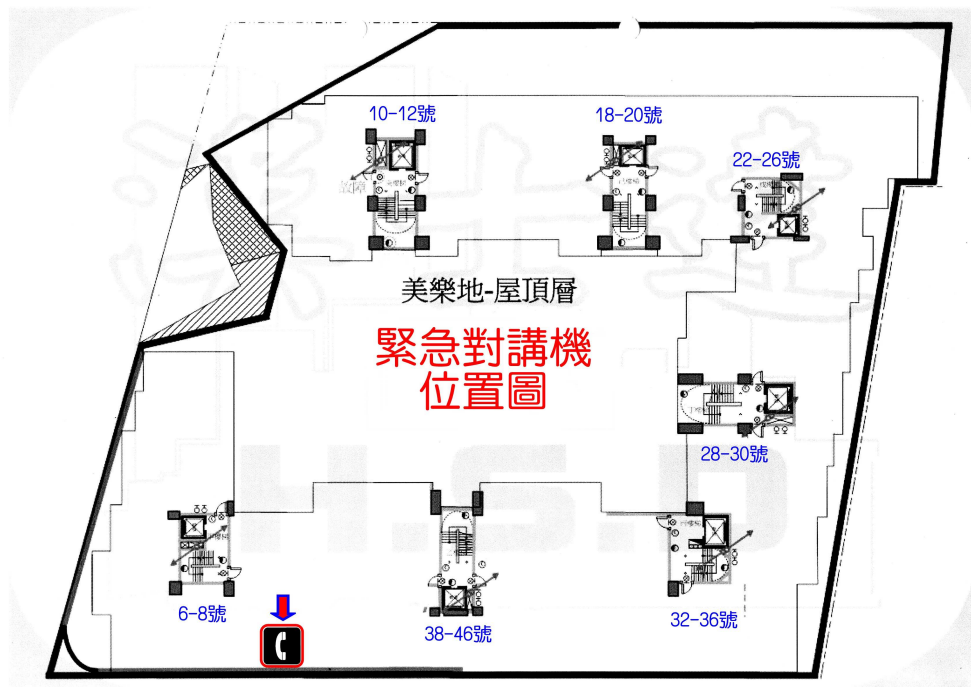 10-12號
18-20號
22-26號
美樂地-屋頂層
緊急對講機
位置圖
28-30號
H.S.D
6-8號
38-46號
32-36號